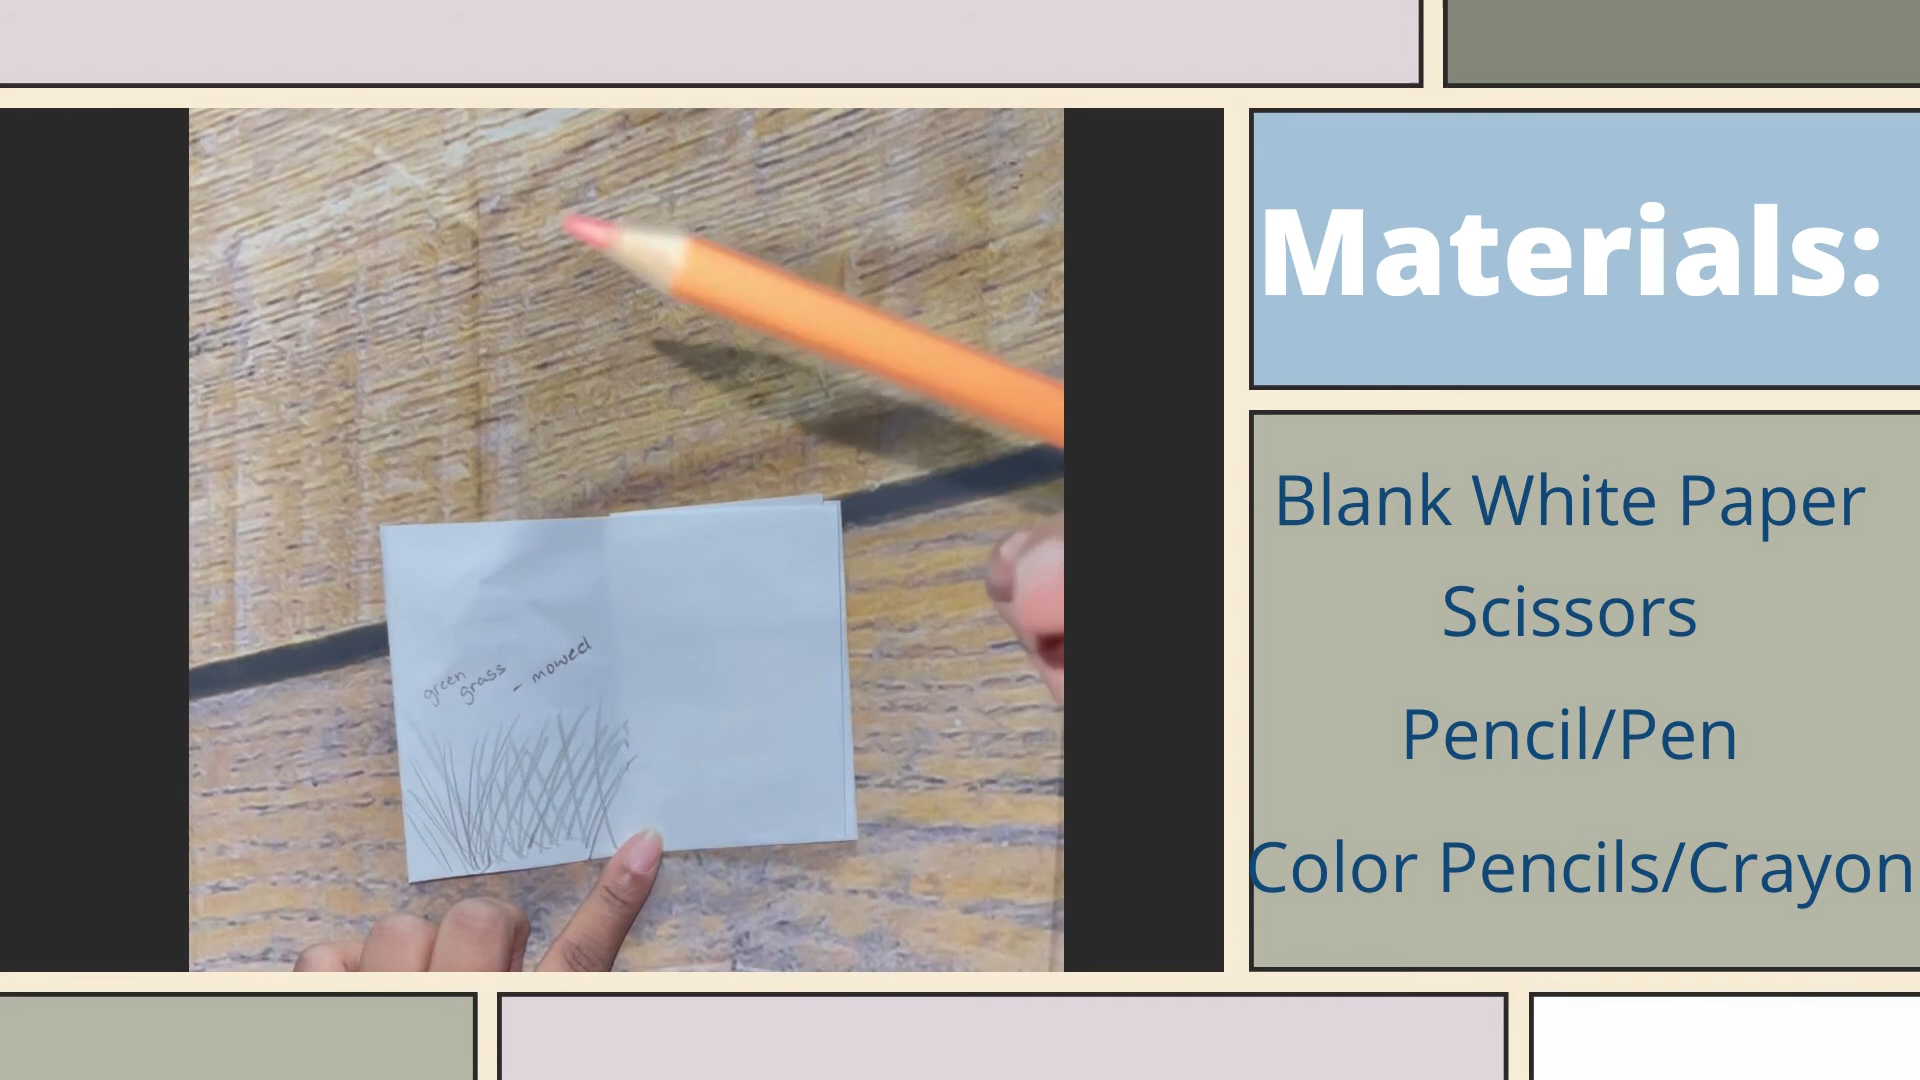 Materials:
Blank White Paper
Scissors
Pencil/Pen
Color Pencils/Crayon
green
grass
- mowed